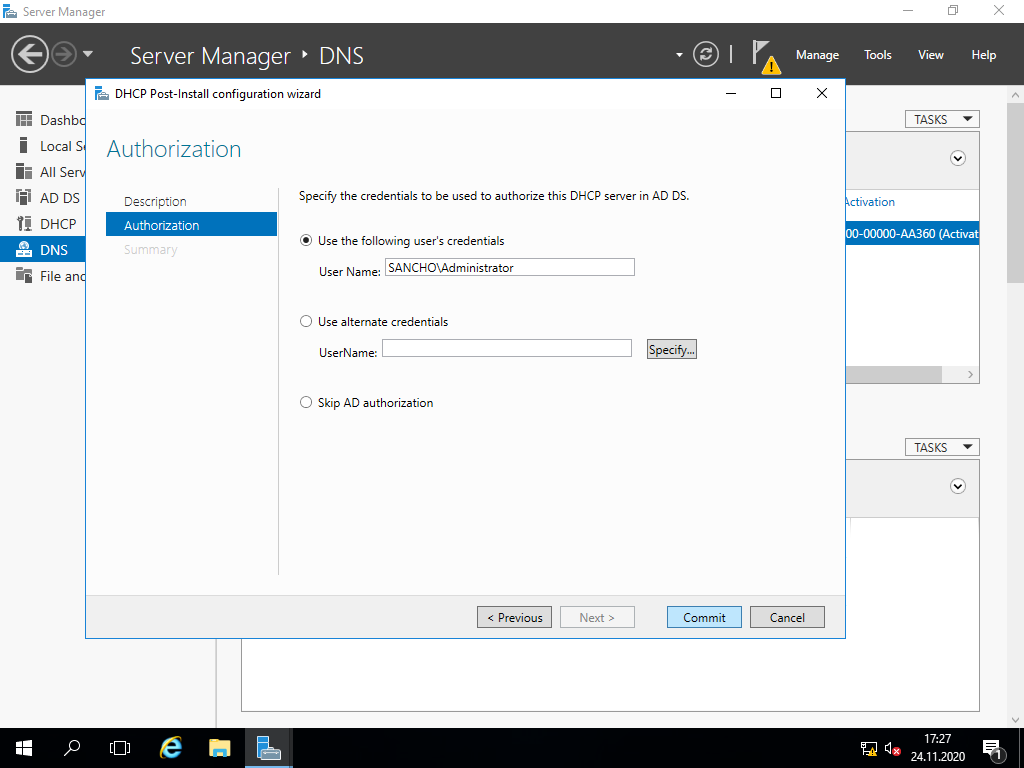 Server Manager
Server Manager ‣ DNS
Manage
Tools
View
Help
DHCP Post-Install configuration wizard
Authorization
Description
Authorization
Summary
Specify the credentials to be used to authorize this DHCP server in AD DS.
Use the following user's credentials
User Name: SANCHO\Administrator
Use alternate credentials
UserName:
Specify...
Skip AD authorization
< Previous
Next >
Commit
Cancel
Dashbo
Local Se
All Serv
AD DS
DHCP
DNS
File and
TASKS
Activation
00-00000-AA360 (Activat
TASKS
17:27
24.11.2020
1